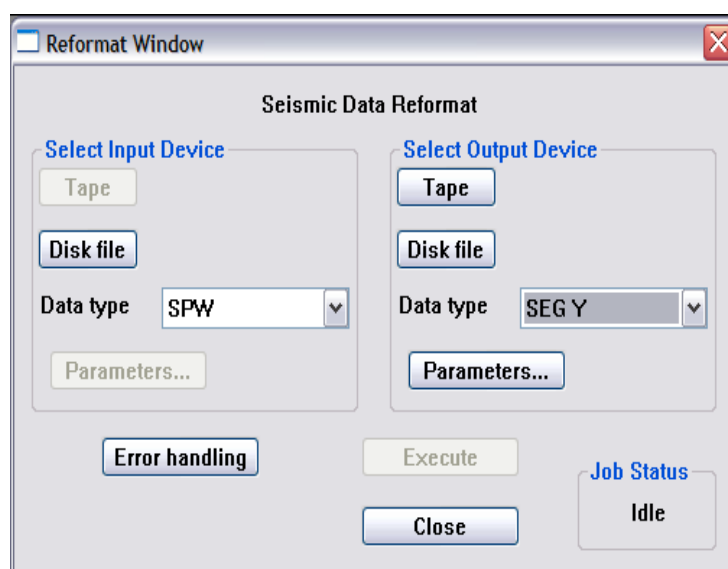 Reformat Window
Seismic Data Reformat
Select Input Device
Tape
Disk file
Data type SPW
Parameters...
Select Output Device
Tape
Disk file
Data type SEG Y
Parameters...
Error handling
Execute
Close
Job Status
Idle